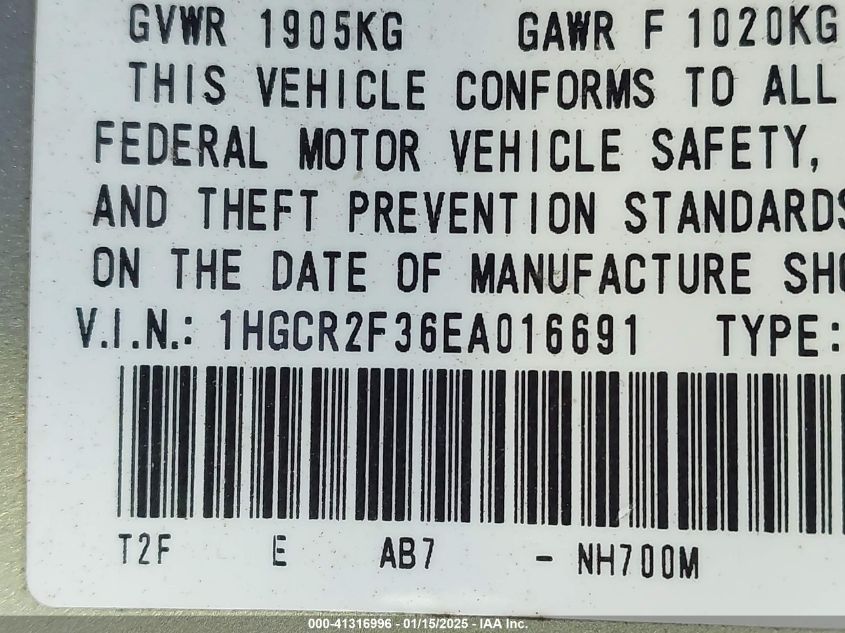 GVWR 1905KG GAWR F 1020KG
THIS VEHICLE CONFORMS TO ALL
FEDERAL MOTOR VEHICLE SAFETY,
AND THEFT PREVENTION STANDARDS
ON THE DATE OF MANUFACTURE
V.I.N.: 1HGCR2F36EA016691 TYPE:
T2F E AB7 - NH700M
000-41316996 - 01/15/2025 - IAA Inc.